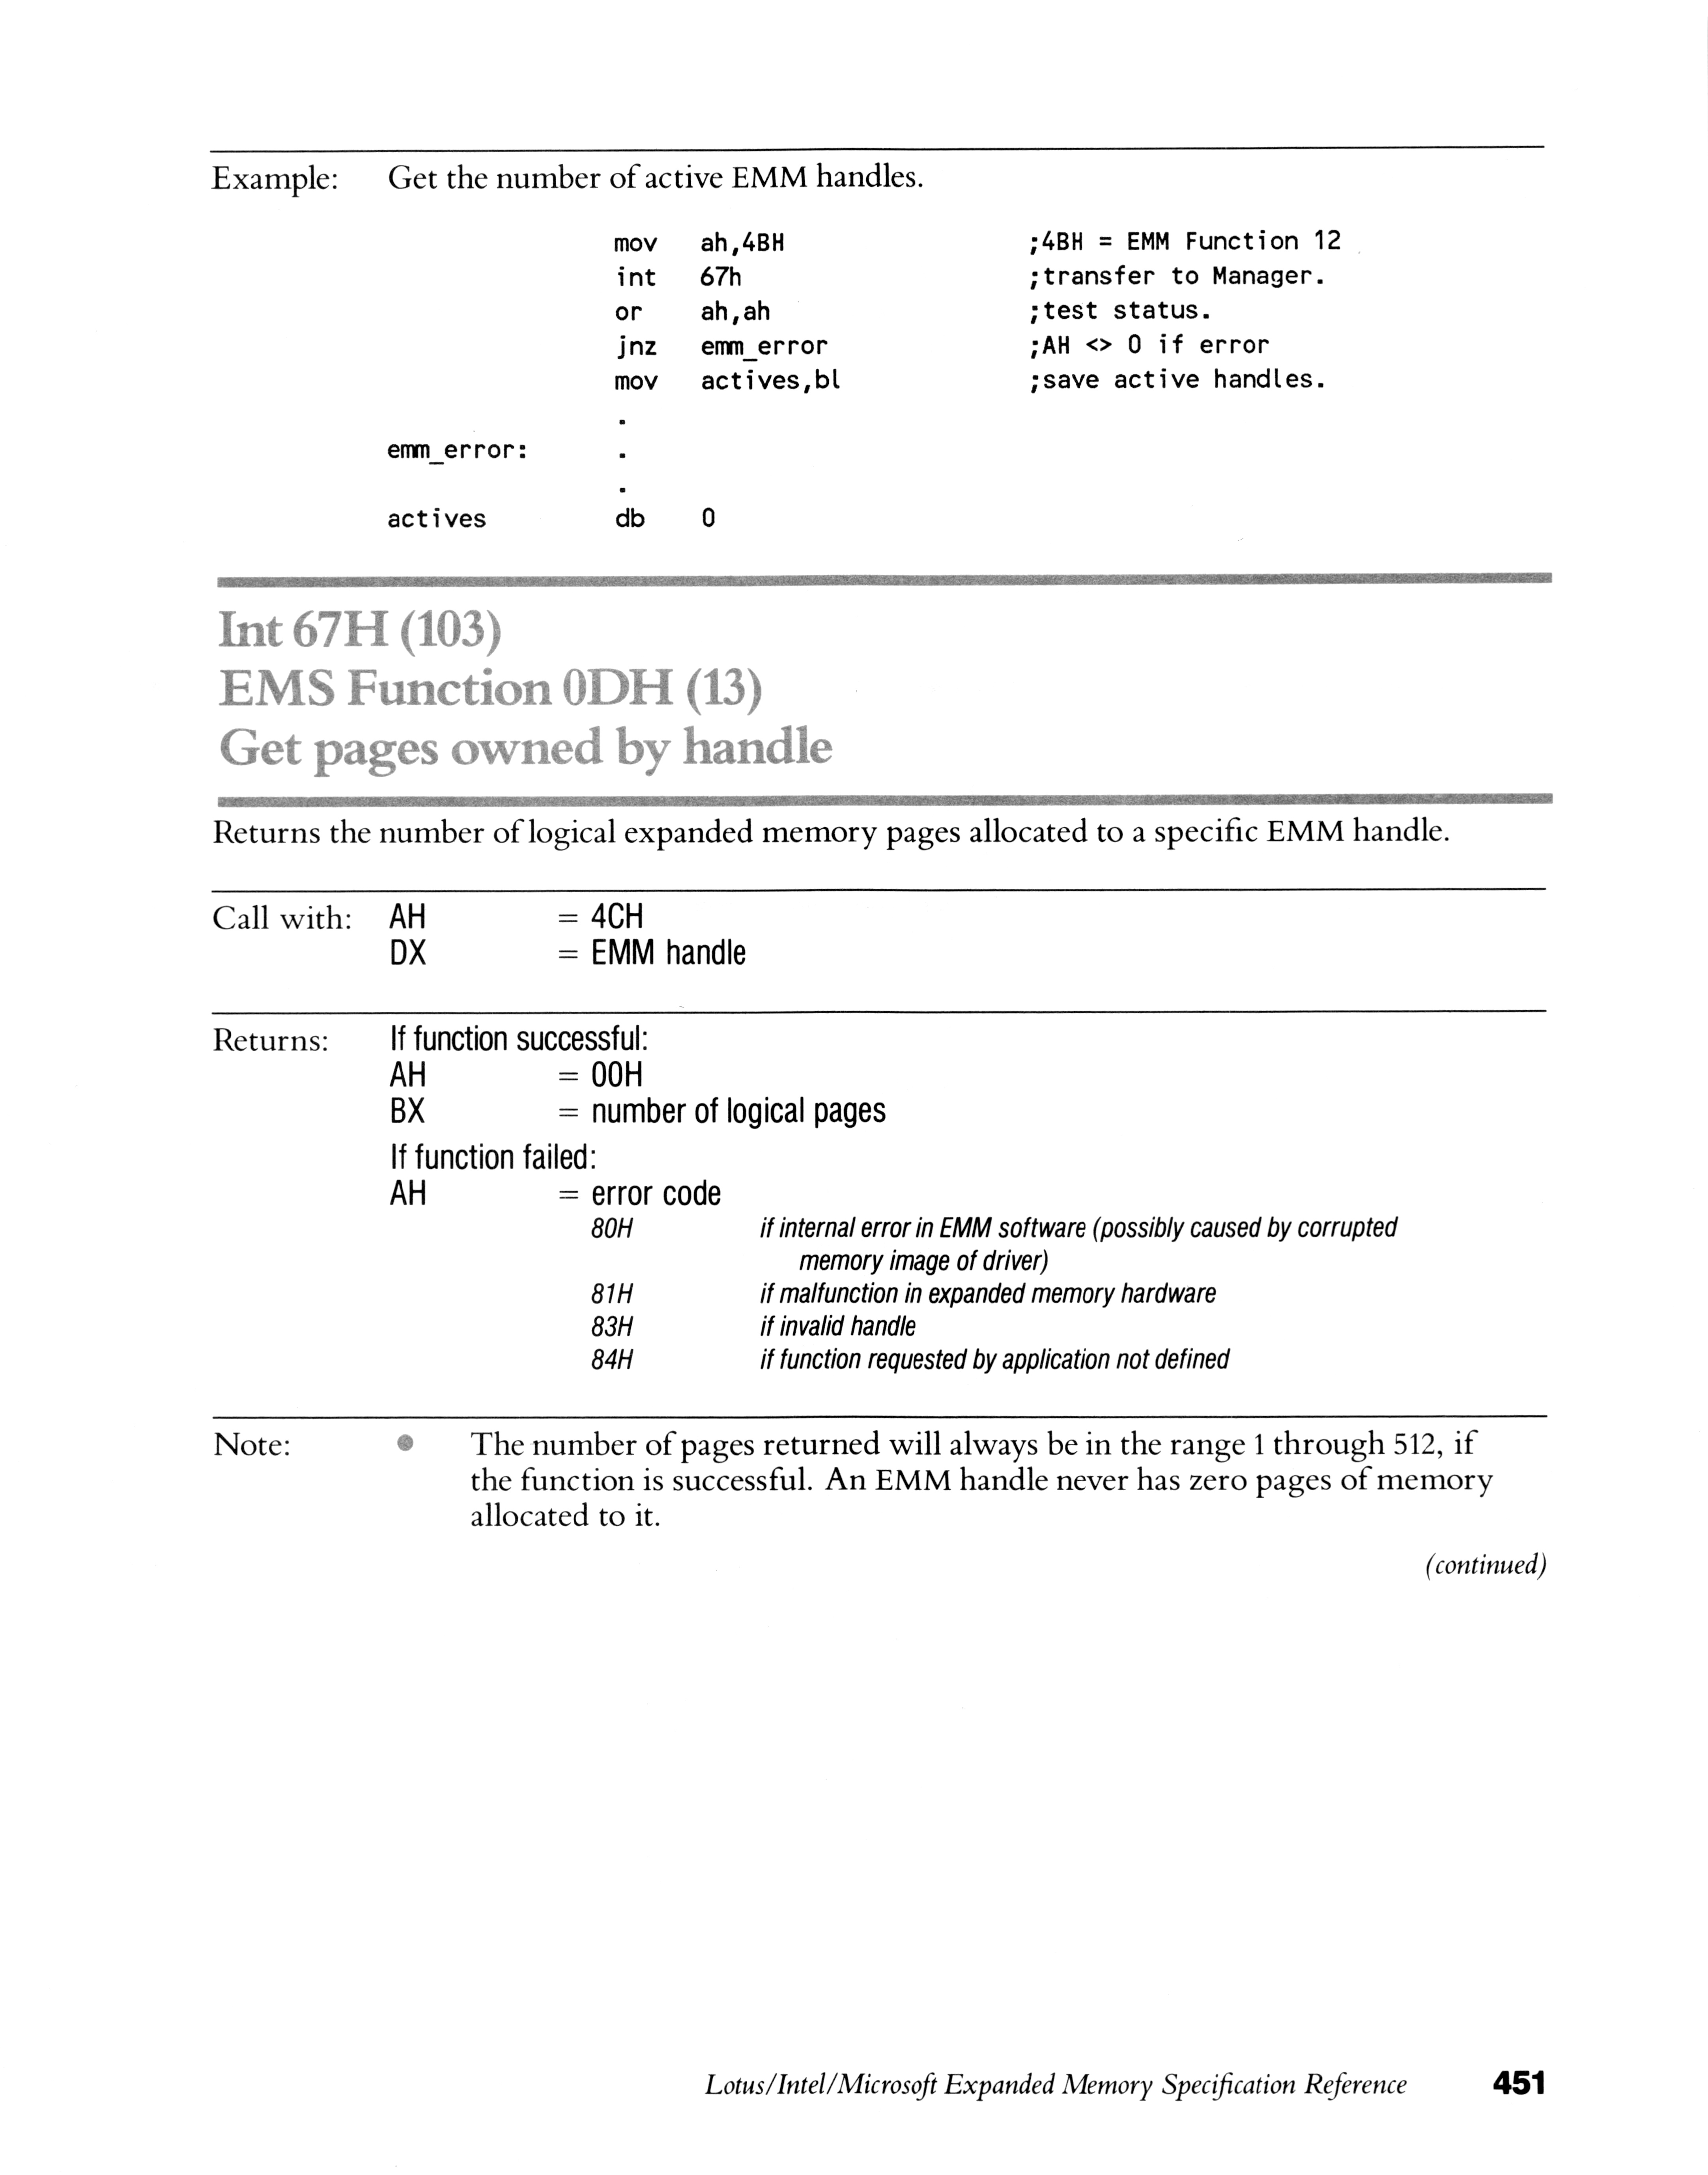 Example: Get the number of active EMM handles.
mov ah,4BH ;4BH = EMM Function 12
int 67h ;transfer to Manager.
or ah,ah ;test status.
jnz emm_error ;AH <> 0 if error
mov actives,bl ;save active handles.
.
emm_error: .
.
actives db 0
Int 67H (103)
EMS Function 0DH (13)
Get pages owned by handle
Returns the number of logical expanded memory pages allocated to a specific EMM handle.
Call with: AH = 4CH
DX = EMM handle
Returns: If function successful:
AH = 00H
BX = number of logical pages
If function failed:
AH = error code
80H if internal error in EMM software (possibly caused by corrupted
memory image of driver)
81H if malfunction in expanded memory hardware
83H if invalid handle
84H if function requested by application not defined
Note: • The number of pages returned will always be in the range 1 through 512, if
the function is successful. An EMM handle never has zero pages of memory
allocated to it.
(continued)
Lotus/Intel/Microsoft Expanded Memory Specification Reference 451